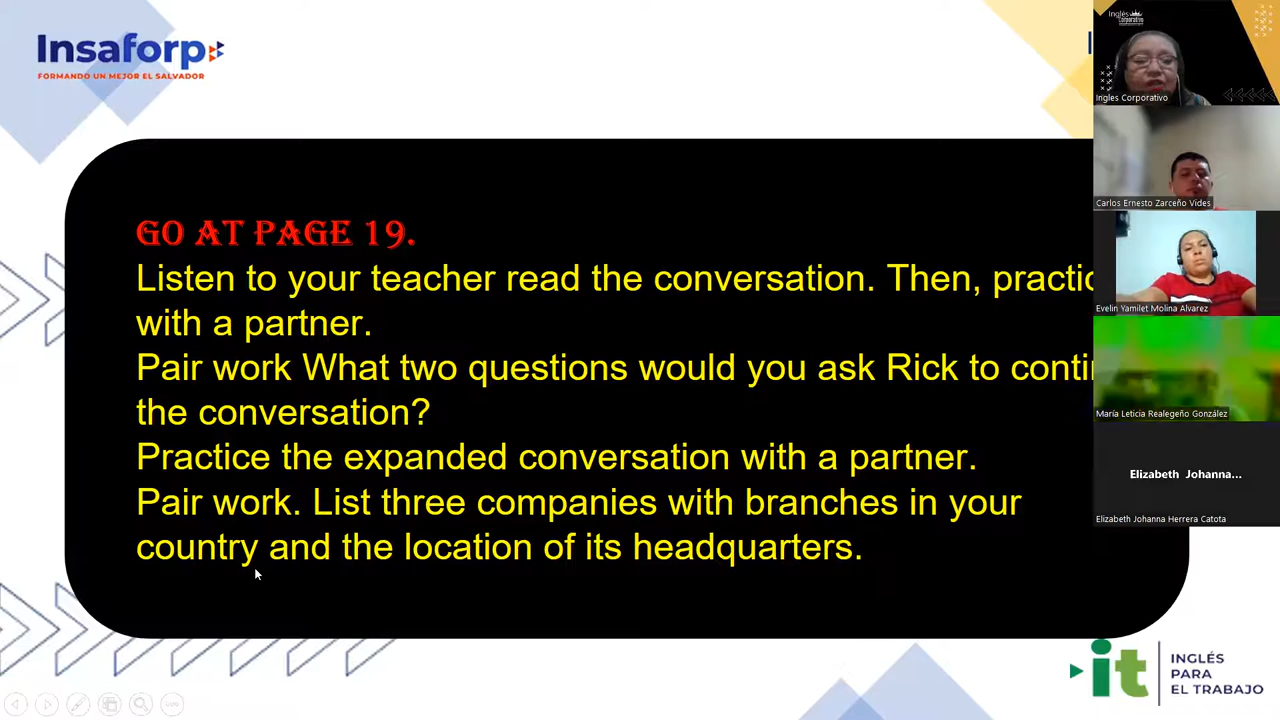 Insaforp
FORMANDO UN MEJOR EL SALVADOR
GO AT PAGE 19.
Listen to your teacher read the conversation. Then,
with a partner.
Pair work What two questions would you ask Rick to
the conversation?
Practice the expanded conversation with a partner.
Pair work. List three companies with branches in your
country and the location of its headquarters.
Inglés
Corporativo
Ingles Corporativo
Carlos Ernesto Zarceño Vides
Evelin Yamilet Molina Alvarez
María Leticia Realegeño González
Elizabeth Johanna...
Elizabeth Johanna Herrera Catota
it
INGLÉS
PARA
EL TRABAJO